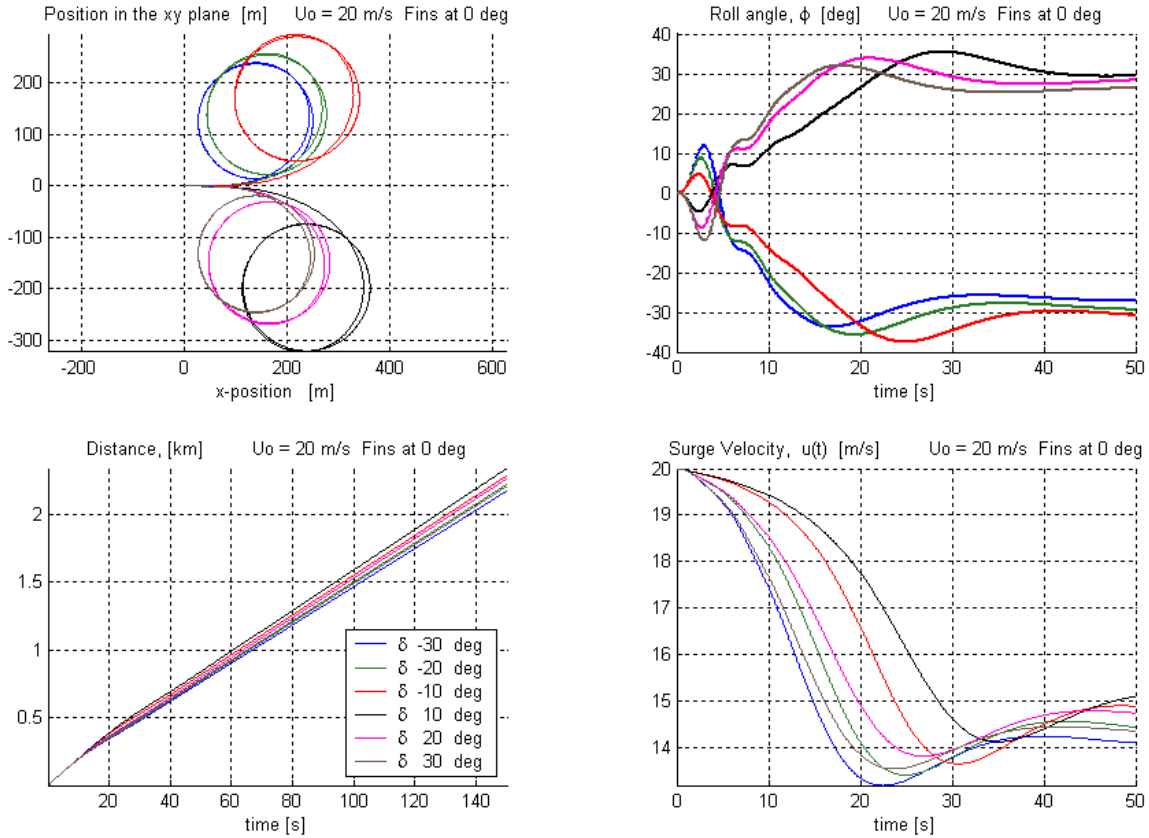 Position in the xy plane [m] Uo = 20 m/s Fins at 0 deg
200
100
0
-100
-200
-300
-200 0 200 400 600
x-position [m]
Roll angle, ϕ [deg] Uo = 20 m/s Fins at 0 deg
40
30
20
10
0
-10
-20
-30
-40
0 10 20 30 40 50
time [s]
Distance, [km] Uo = 20 m/s Fins at 0 deg
2
1.5
1
0.5
20 40 60 80 100 120 140
time [s]
δ -30 deg
δ -20 deg
δ -10 deg
δ 10 deg
δ 20 deg
δ 30 deg
Surge Velocity, u(t) [m/s] Uo = 20 m/s Fins at 0 deg
20
19
18
17
16
15
14
0 10 20 30 40 50
time [s]